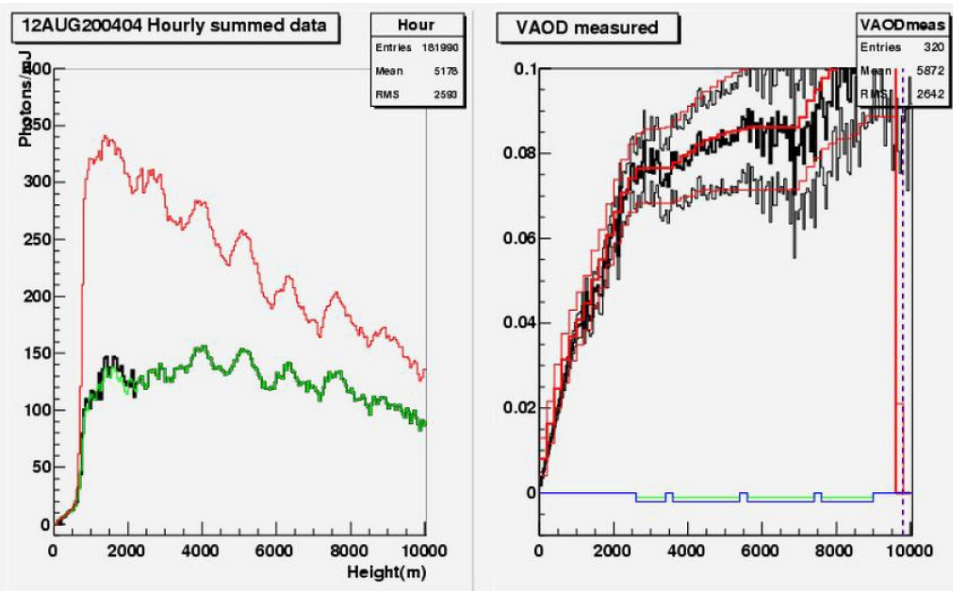 12AUG200404 Hourly summed data
Hour
Entries 181990
Mean 5178
RMS 2593
Photons/mJ
400
350
300
250
200
150
100
50
0
0 2000 4000 6000 8000 10000
Height(m)
VAOD measured
VAODmeas
Entries 320
Mean 5872
RMS 2642
0.1
0.08
0.06
0.04
0.02
0
0 2000 4000 6000 8000 10000